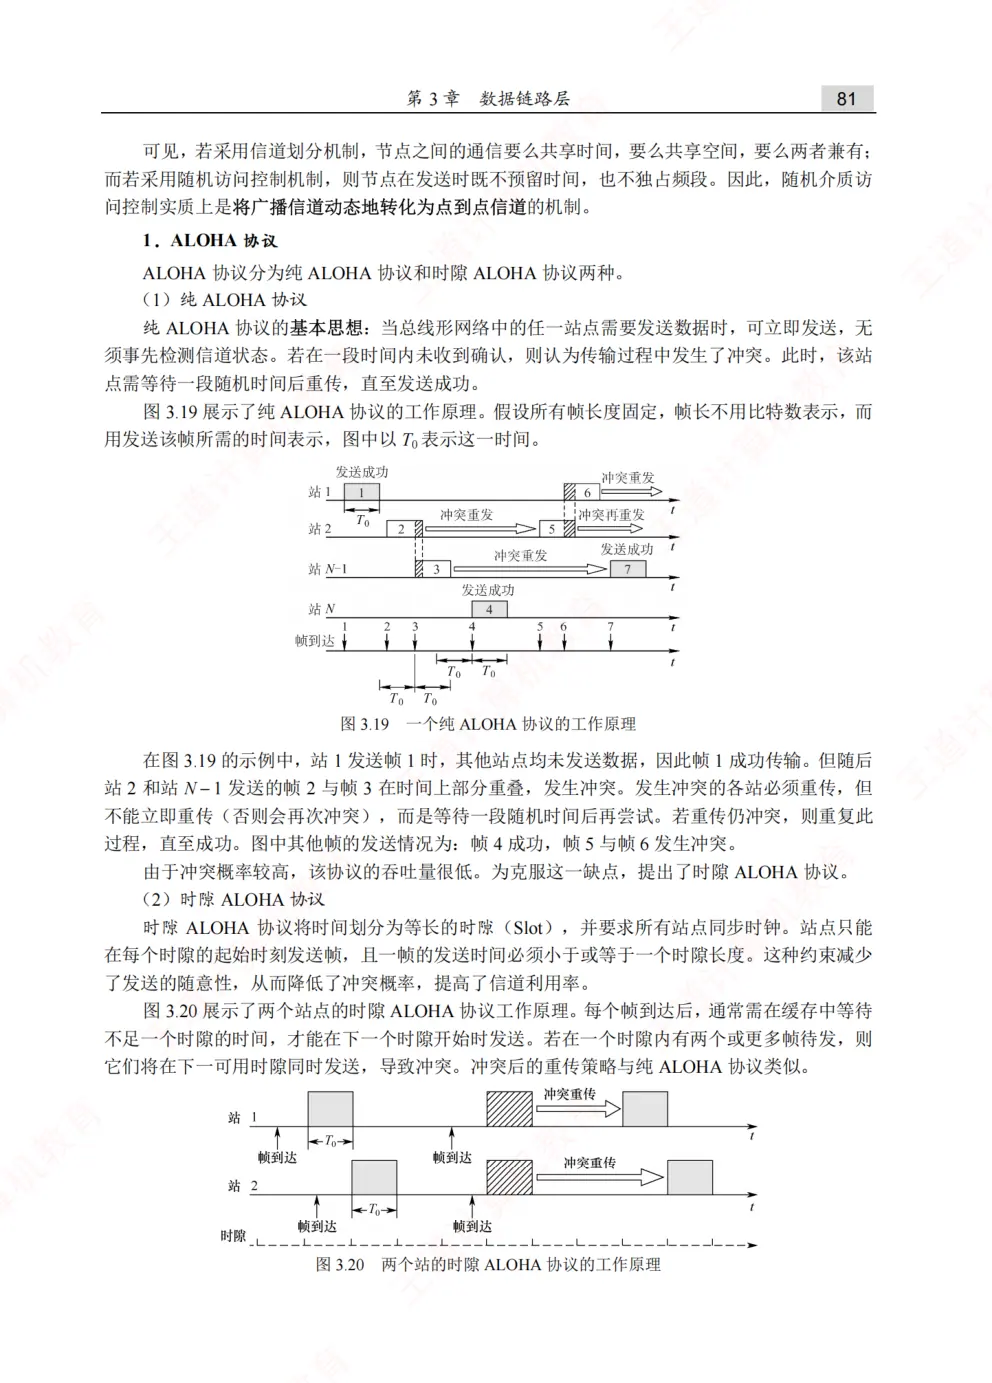 第 3 章 数据链路层 81
可见，若采用信道划分机制，节点之间的通信要么共享时间，要么共享空间，要么两者兼有；
而若采用随机访问控制机制，则节点在发送时既不预留时间，也不独占频段。因此，随机介质访
问控制实质上是将广播信道动态地转化为点到点信道的机制。
1．ALOHA 协议
ALOHA 协议分为纯 ALOHA 协议和时隙 ALOHA 协议两种。
（1）纯 ALOHA 协议
纯 ALOHA 协议的基本思想：当总线形网络中的任一站点需要发送数据时，可立即发送，无
须事先检测信道状态。若在一段时间内未收到确认，则认为传输过程中发生了冲突。此时，该站
点需等待一段随机时间后重传，直至发送成功。
图 3.19 展示了纯 ALOHA 协议的工作原理。假设所有帧长度固定，帧长不用比特数表示，而
用发送该帧所需的时间表示，图中以 T0 表示这一时间。
发送成功
冲突重发
站 1 1 6
t
T0 冲突重发 冲突再重发
站 2 2 5
t
冲突重发 发送成功
站 N−1 3 7
t
发送成功
站 N 4
1 2 3 4 5 6 7 t
帧到达
t
T0 T0
T0 T0
图 3.19 一个纯 ALOHA 协议的工作原理
在图 3.19 的示例中，站 1 发送帧 1 时，其他站点均未发送数据，因此帧 1 成功传输。但随后
站 2 和站 N − 1 发送的帧 2 与帧 3 在时间上部分重叠，发生冲突。发生冲突的各站必须重传，但
不能立即重传（否则会再次冲突），而是等待一段随机时间后再尝试。若重传仍冲突，则重复此
过程，直至成功。图中其他帧的发送情况为：帧 4 成功，帧 5 与帧 6 发生冲突。
由于冲突概率较高，该协议的吞吐量很低。为克服这一缺点，提出了时隙 ALOHA 协议。
（2）时隙 ALOHA 协议
时隙 ALOHA 协议将时间划分为等长的时隙（Slot），并要求所有站点同步时钟。站点只能
在每个时隙的起始时刻发送帧，且一帧的发送时间必须小于或等于一个时隙长度。这种约束减少
了发送的随意性，从而降低了冲突概率，提高了信道利用率。
图 3.20 展示了两个站点的时隙 ALOHA 协议工作原理。每个帧到达后，通常需在缓存中等待
不足一个时隙的时间，才能在下一个时隙开始时发送。若在一个时隙内有两个或更多帧待发，则
它们将在下一可用时隙同时发送，导致冲突。冲突后的重传策略与纯 ALOHA 协议类似。
冲突重传
站 1
T0 t
帧到达 帧到达
冲突重传
站 2
T0 t
帧到达 帧到达
时隙
图 3.20 两个站的时隙 ALOHA 协议的工作原理